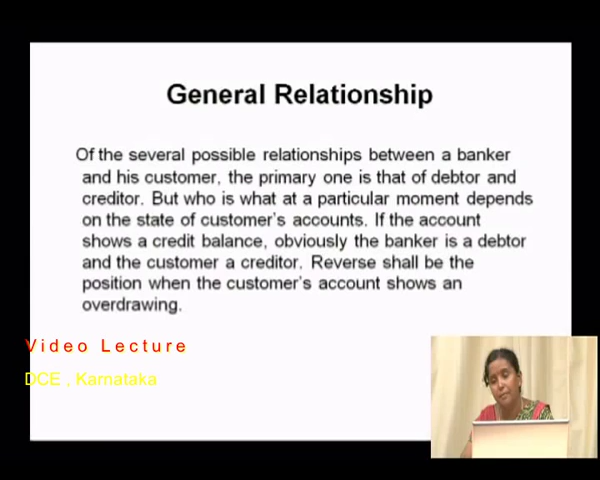 General Relationship
Of the several possible relationships between a banker
and his customer, the primary one is that of debtor and
creditor. But who is what at a particular moment depends
on the state of customer's accounts. If the account
shows a credit balance, obviously the banker is a debtor
and the customer a creditor. Reverse shall be the
position when the customer's account shows an
overdrawing.
Video Lecture
DCE , Karnataka